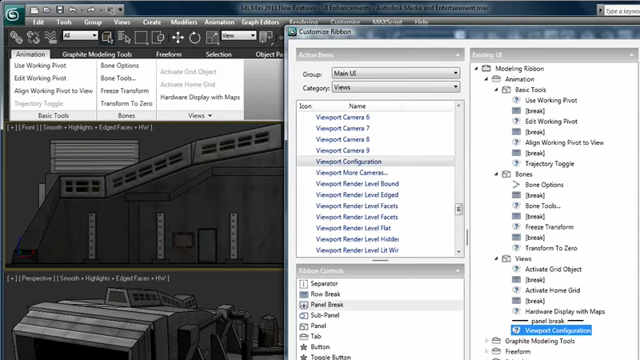 3ds Max 2011 New Features - UI Enhancements - Autodesk Media and Entertainment.max
Edit Tools Group Views Create Modifiers Animation Graph Editors Rendering Customize MAXScript Help
All View
Animation Graphite Modeling Tools Freeform Selection
Use Working Pivot Bone Options Activate Grid Object
Edit Working Pivot Bone Tools... Activate Home Grid
Align Working Pivot to View Freeze Transform Hardware Display with Maps
Trajectory Toggle Transform To Zero
Basic Tools Bones Views
[ + ] [ Front ] [ Smooth + Highlights + Edged Faces + HW ]
[ + ] [ Perspective ] [ Smooth + Highlights + Edged Faces + HW ]
Customize Ribbon
Action Items
Group: Main UI
Category: Views
Icon Name
Viewport Camera 6
Viewport Camera 7
Viewport Camera 8
Viewport Camera 9
Viewport Configuration
Viewport More Cameras...
Viewport Render Level Bound
Viewport Render Level Edged
Viewport Render Level Facets
Viewport Render Level Facets
Viewport Render Level Flat
Viewport Render Level Hidden
Viewport Render Level Lit Wir
Ribbon Controls
Separator
Row Break
Panel Break
Sub-Panel
Panel
Tab
Button
Toggle Button
Existing UI
Modeling Ribbon
Animation
Basic Tools
Use Working Pivot
[break]
Edit Working Pivot
[break]
Align Working Pivot to View
[break]
Trajectory Toggle
Bones
Bone Options
[break]
Bone Tools...
[break]
Freeze Transform
[break]
Transform To Zero
Views
Activate Grid Object
[break]
Activate Home Grid
[break]
Hardware Display with Maps
panel break
Viewport Configuration
Graphite Modeling Tools
Freeform